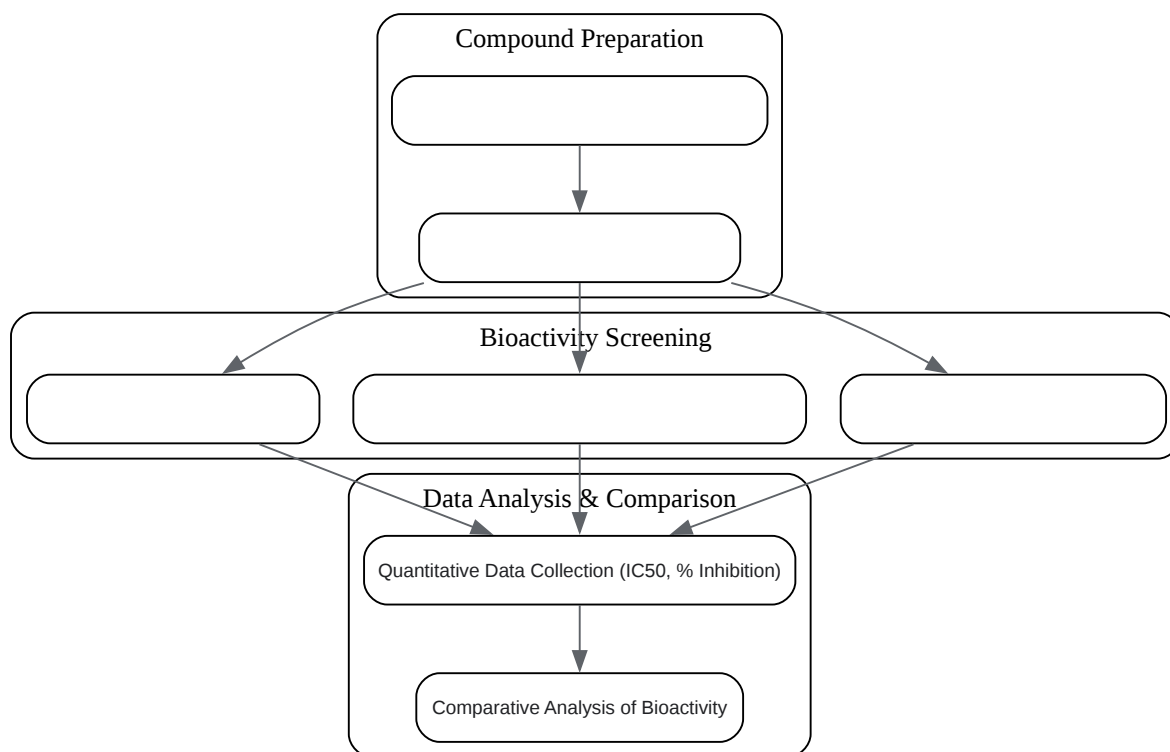 Compound Preparation
Bioactivity Screening
Data Analysis & Comparison
Quantitative Data Collection (IC50, % Inhibition)
Comparative Analysis of Bioactivity